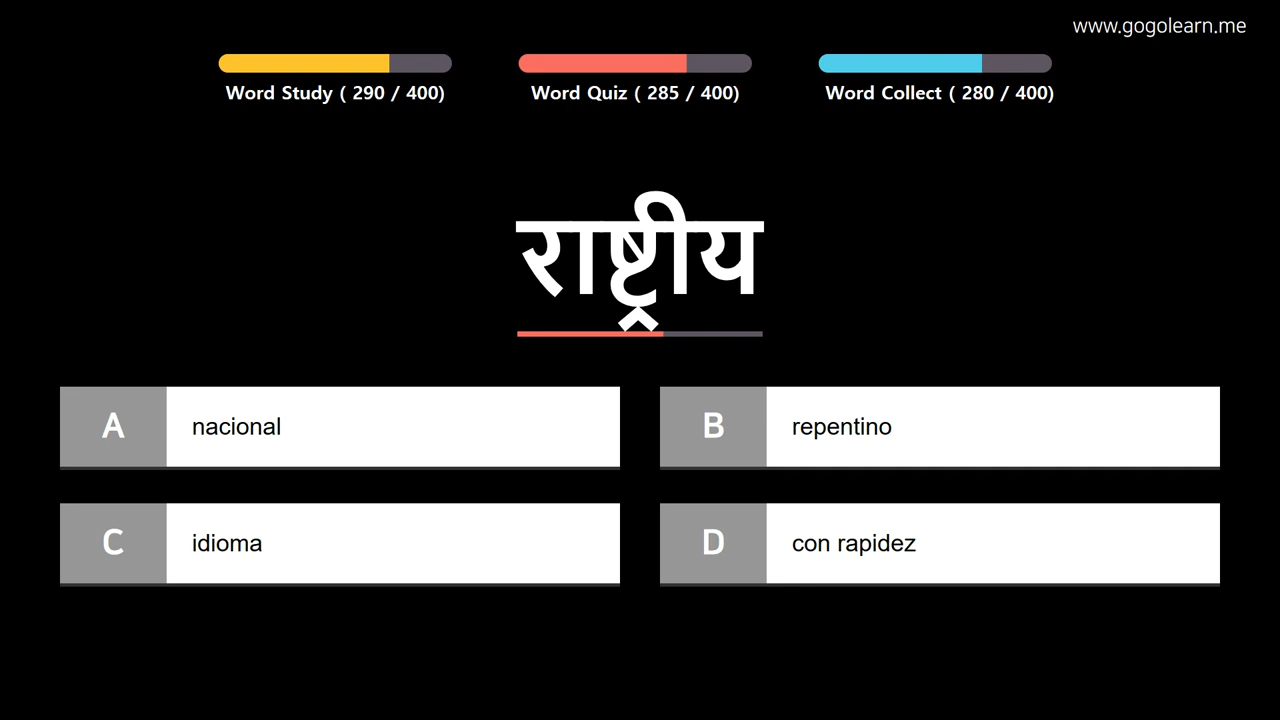 www.gogolearn.me
Word Study ( 290 / 400)
Word Quiz ( 285 / 400)
Word Collect ( 280 / 400)
राष्ट्रीय
A nacional
B repentino
C idioma
D con rapidez